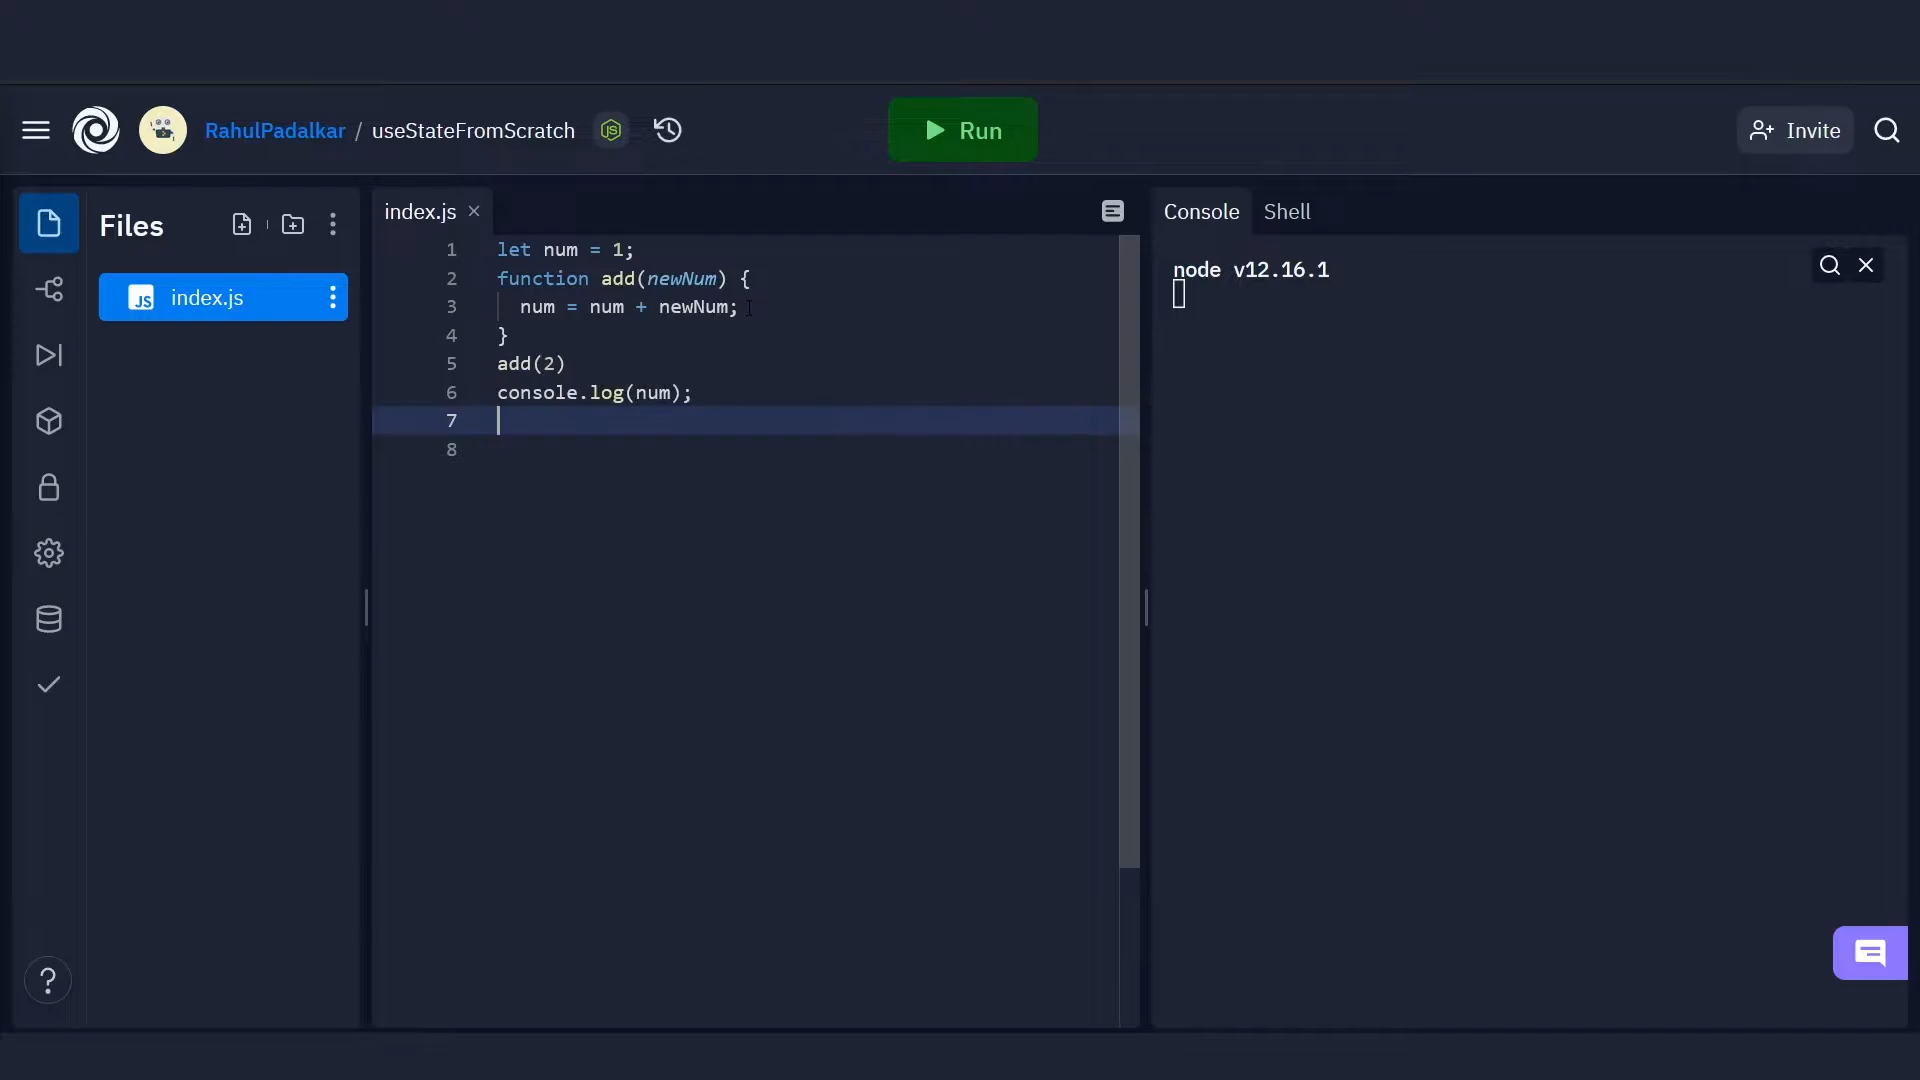 RahulPadalkar / useStateFromScratch
Run
Invite
Files
index.js
index.js
1 let num = 1;
2 function add(newNum) {
3   num = num + newNum;
4 }
5 add(2)
6 console.log(num);
7
8
Console
Shell
node v12.16.1
JS
?